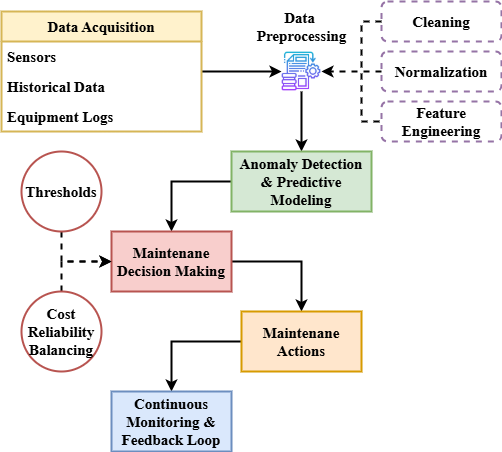 Data Acquisition
Sensors
Historical Data
Equipment Logs
Data
Preprocessing
Cleaning
Normalization
Feature
Engineering
Anomaly Detection
& Predictive
Modeling
Thresholds
Maintenane
Decision Making
Cost
Reliability
Balancing
Maintenane
Actions
Continuous
Monitoring &
Feedback Loop